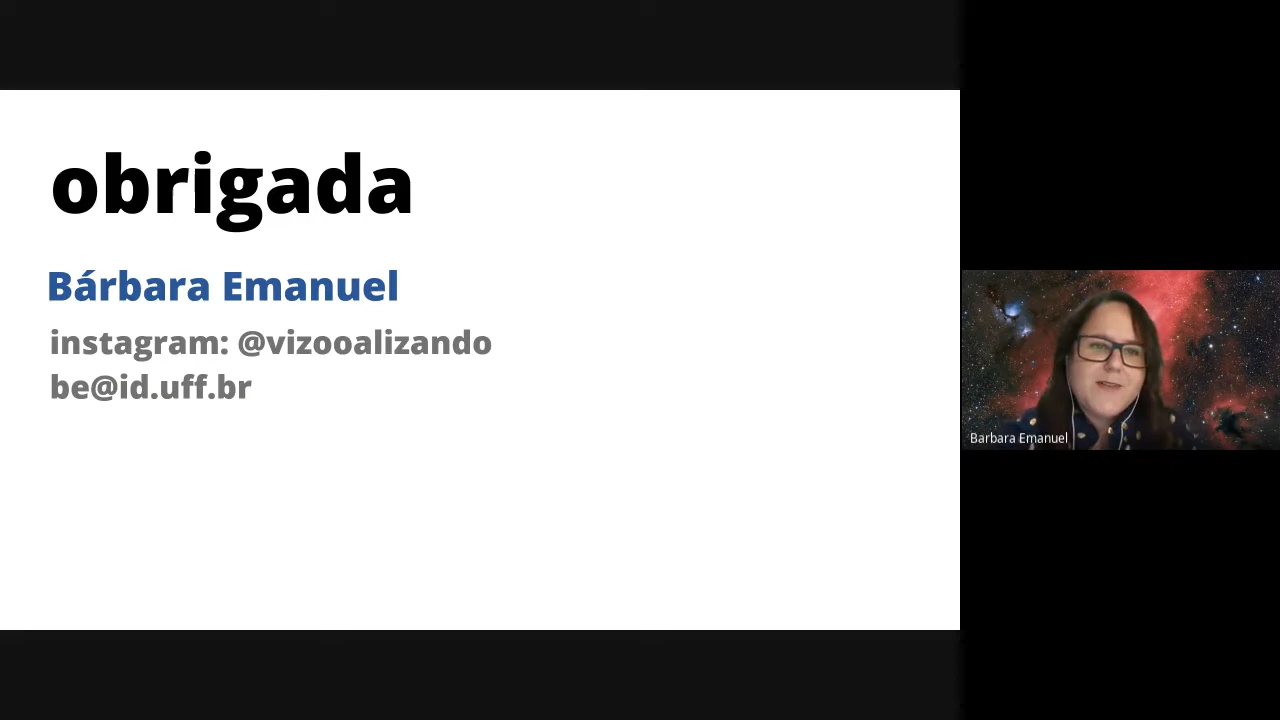 obrigada
Bárbara Emanuel
instagram: @vizooalizando
be@id.uff.br
Barbara Emanuel